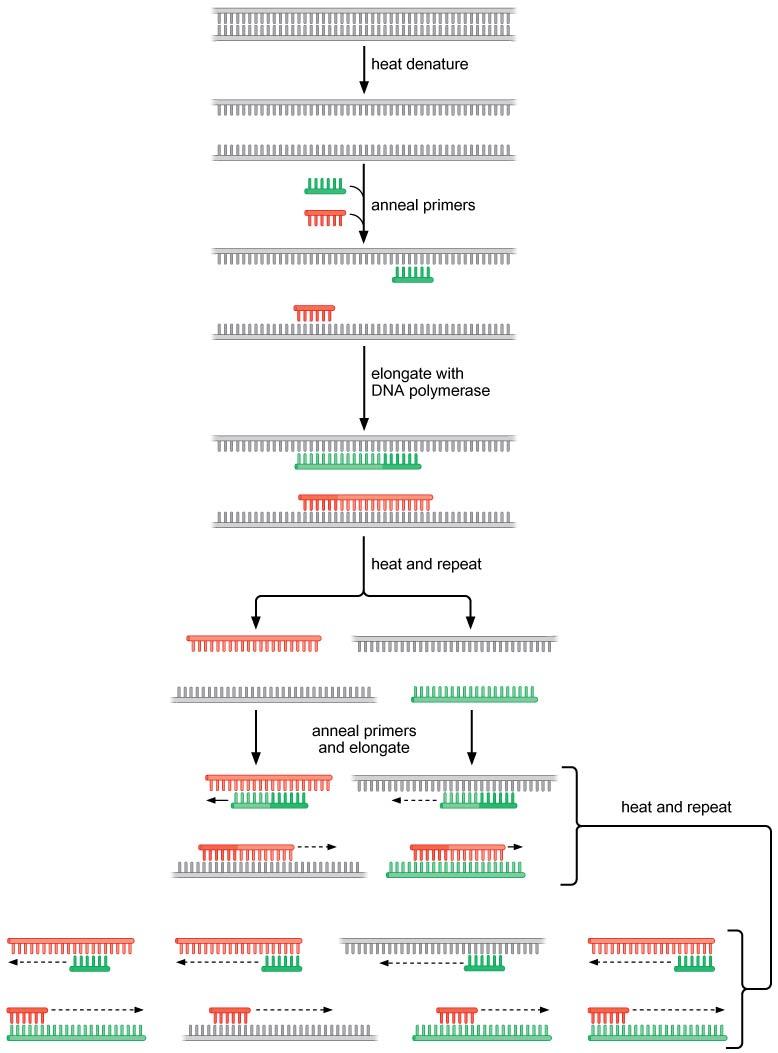 heat denature
anneal primers
elongate with
DNA polymerase
heat and repeat
anneal primers
and elongate
heat and repeat